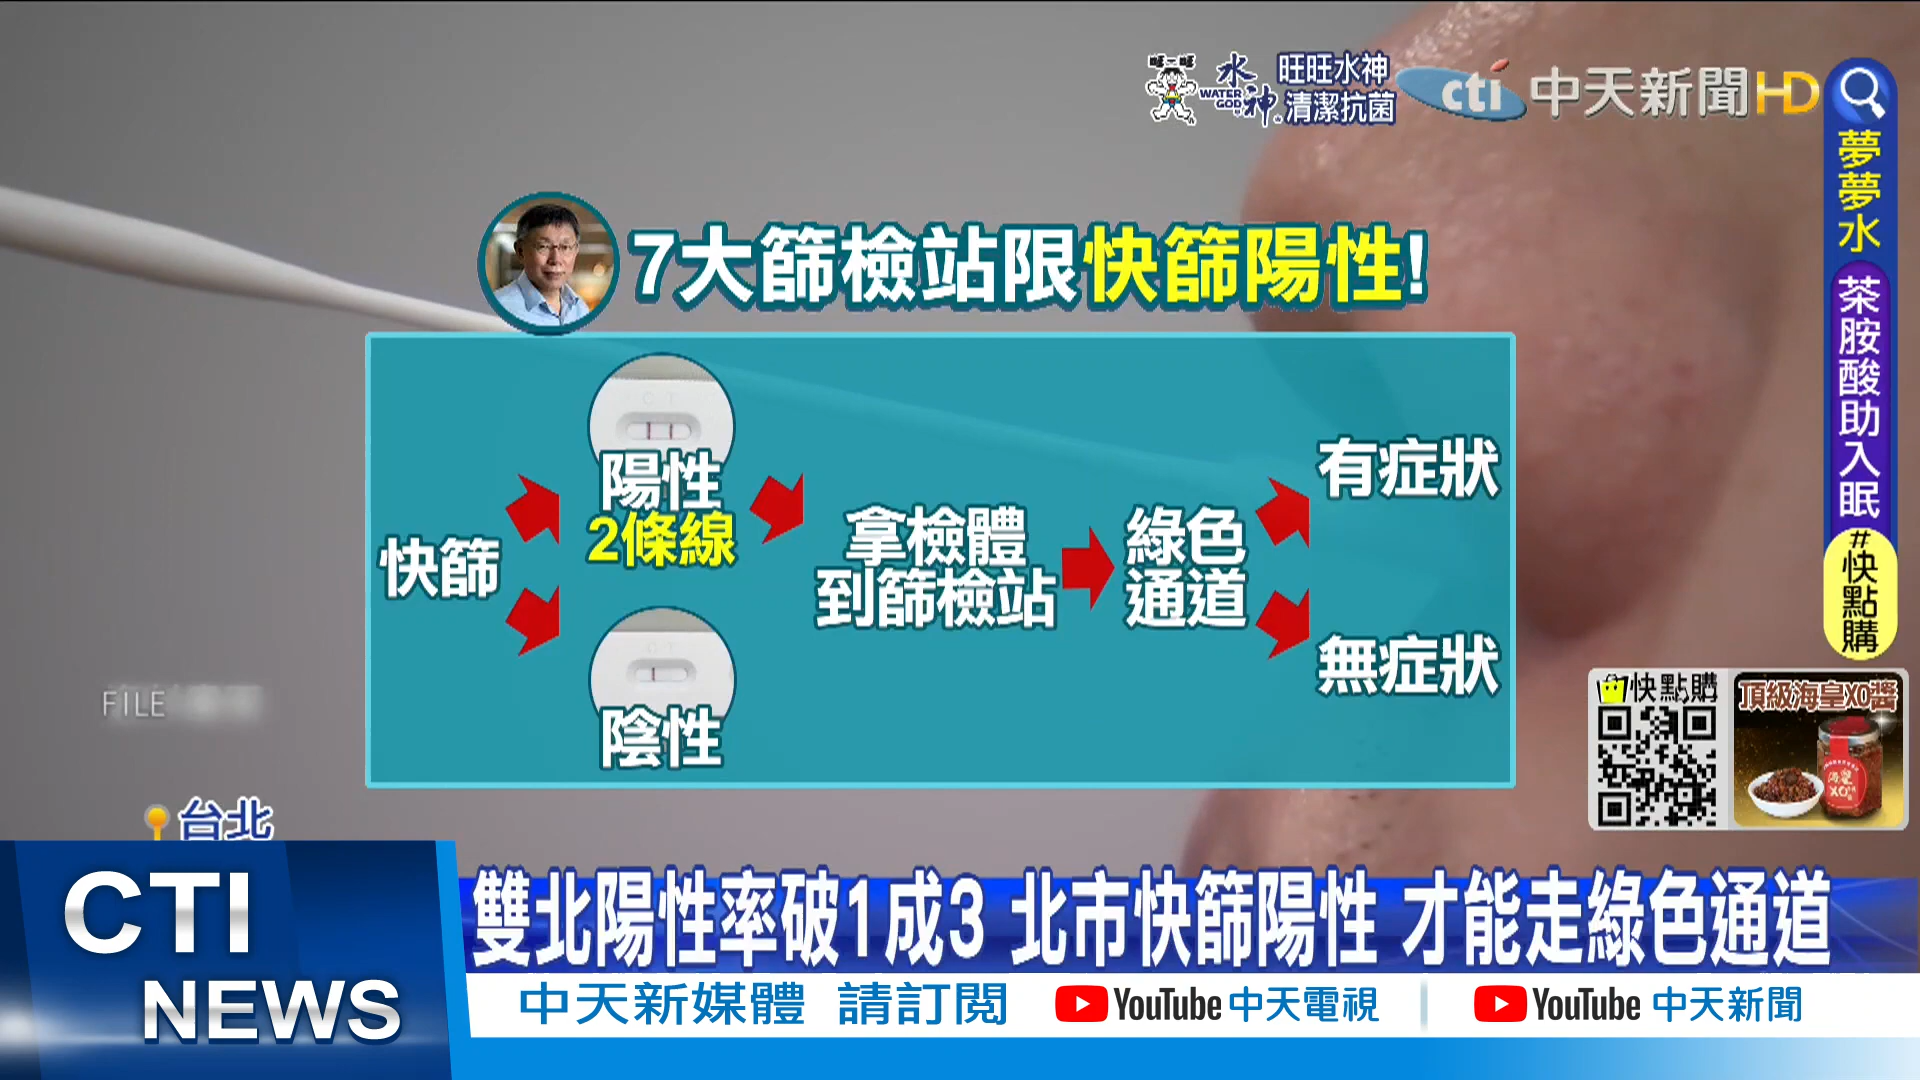 旺旺水神
清潔抗菌
水神
WATER
GOD
cti 中天新聞HD
夢夢水
茶胺酸助入眠
#快點購
7大篩檢站限快篩陽性!
快篩
陽性
2條線
陰性
拿檢體
到篩檢站
綠色
通道
有症狀
無症狀
FILE
快點購
頂級海皇XO醬
台北
CTI
NEWS
雙北陽性率破1成3 北市快篩陽性 才能走綠色通道
中天新媒體 請訂閱 YouTube 中天電視 YouTube 中天新聞